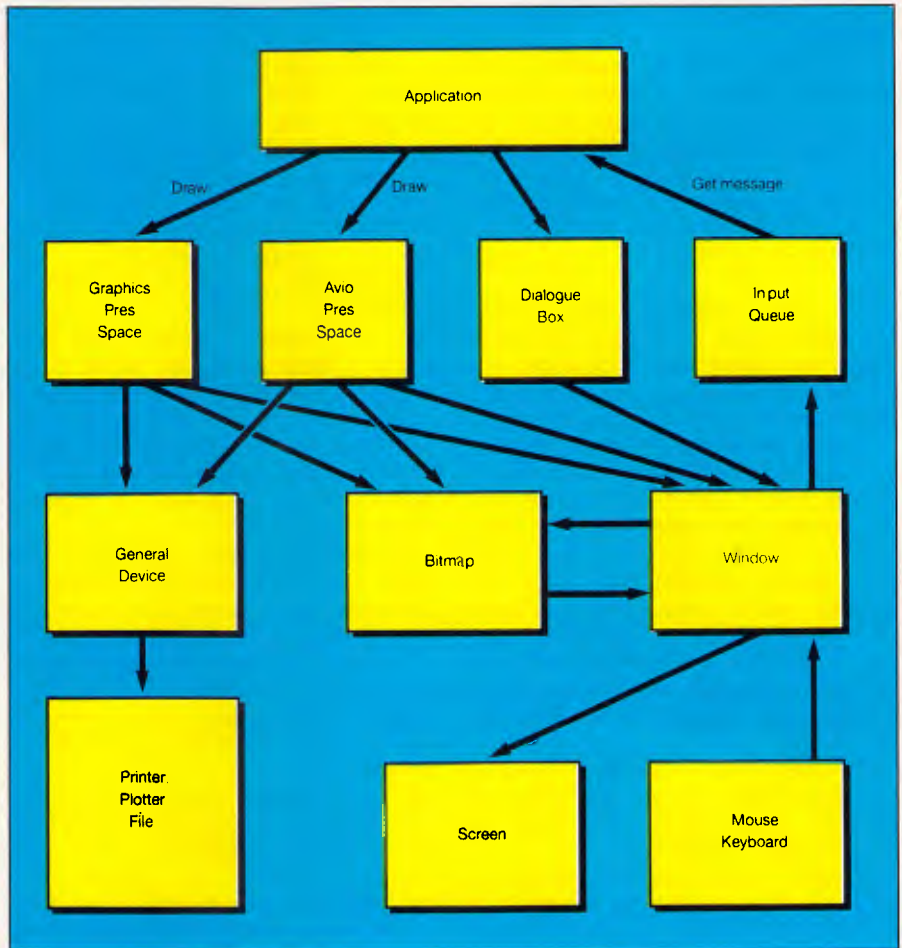 Application
Draw
Draw
Get message
Graphics
Pres
Space
Avio
Pres
Space
Dialogue
Box
Input
Queue
General
Device
Bitmap
Window
Printer
Plotter
File
Screen
Mouse
Keyboard